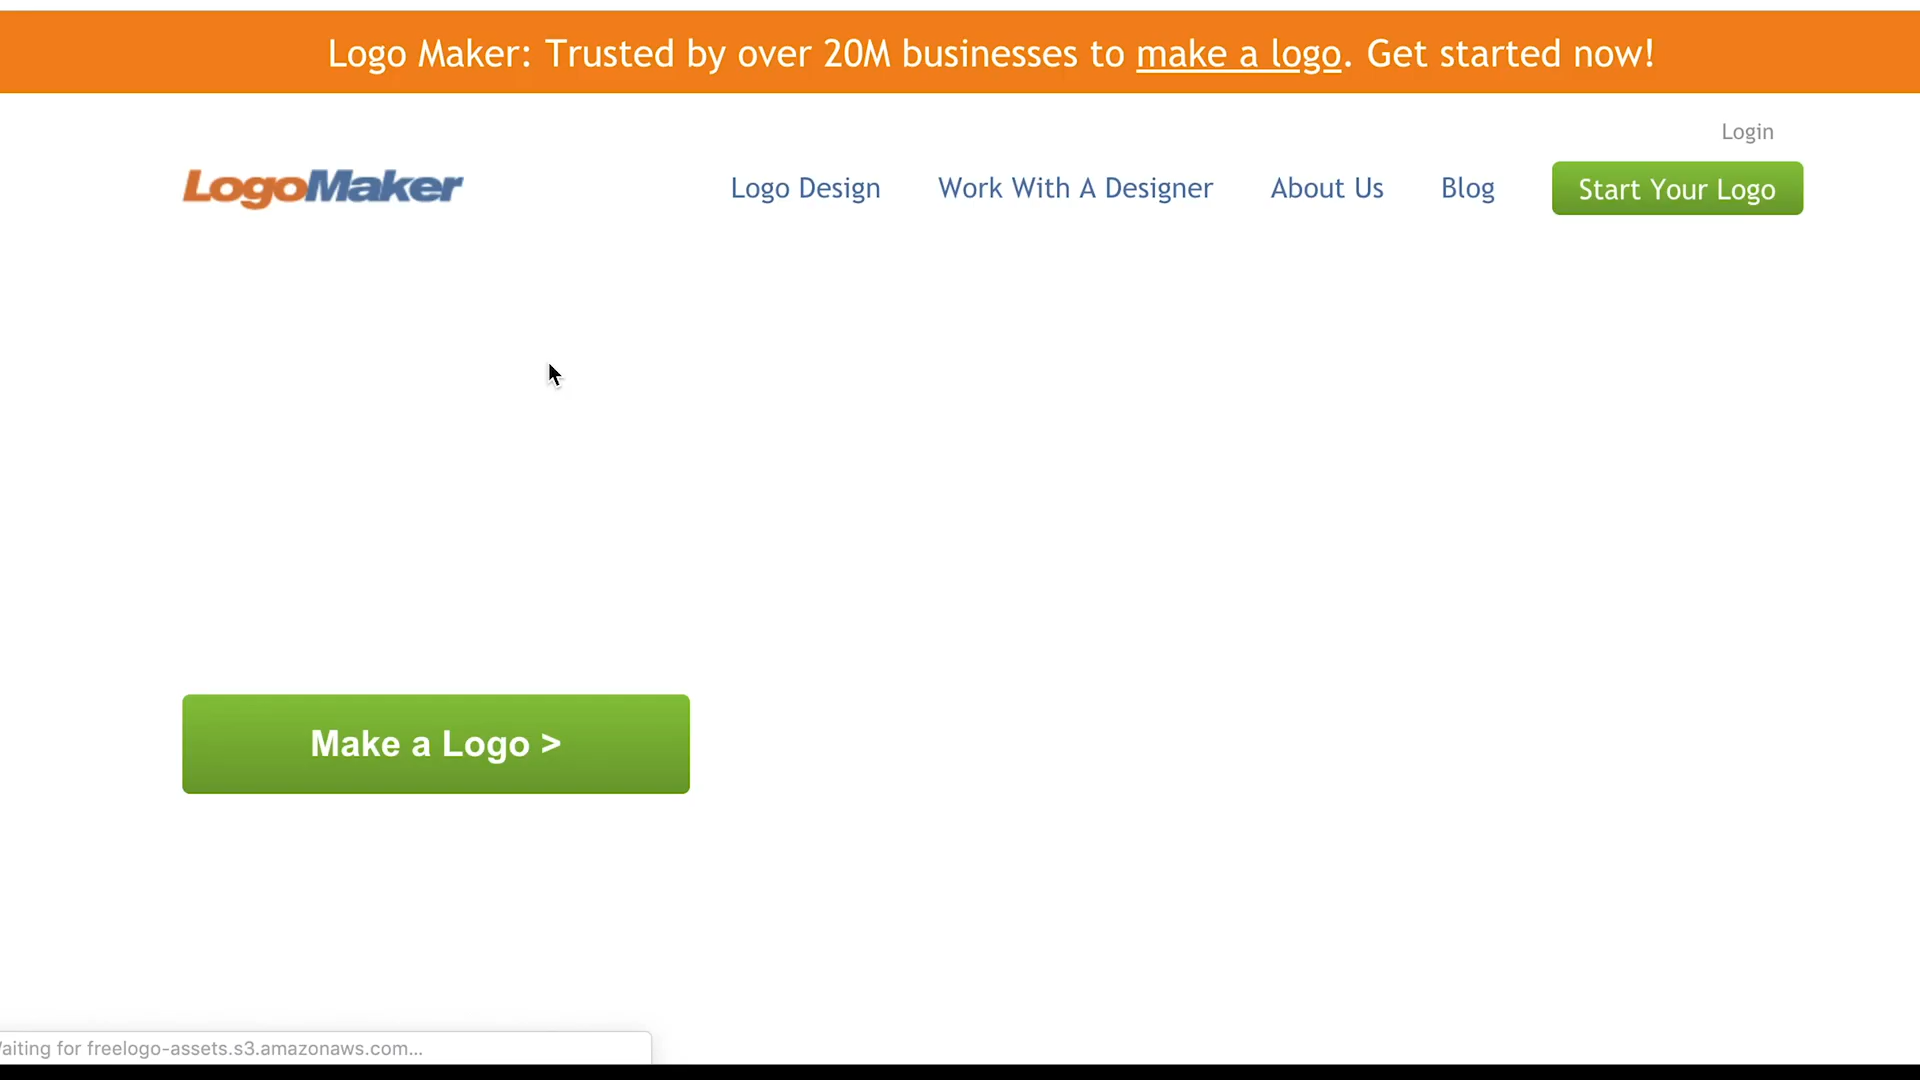 Logo Maker: Trusted by over 20M businesses to make a logo. Get started now!
Login
LogoMaker
Logo Design
Work With A Designer
About Us
Blog
Start Your Logo
Make a Logo >
aiting for freelogo-assets.s3.amazonaws.com...